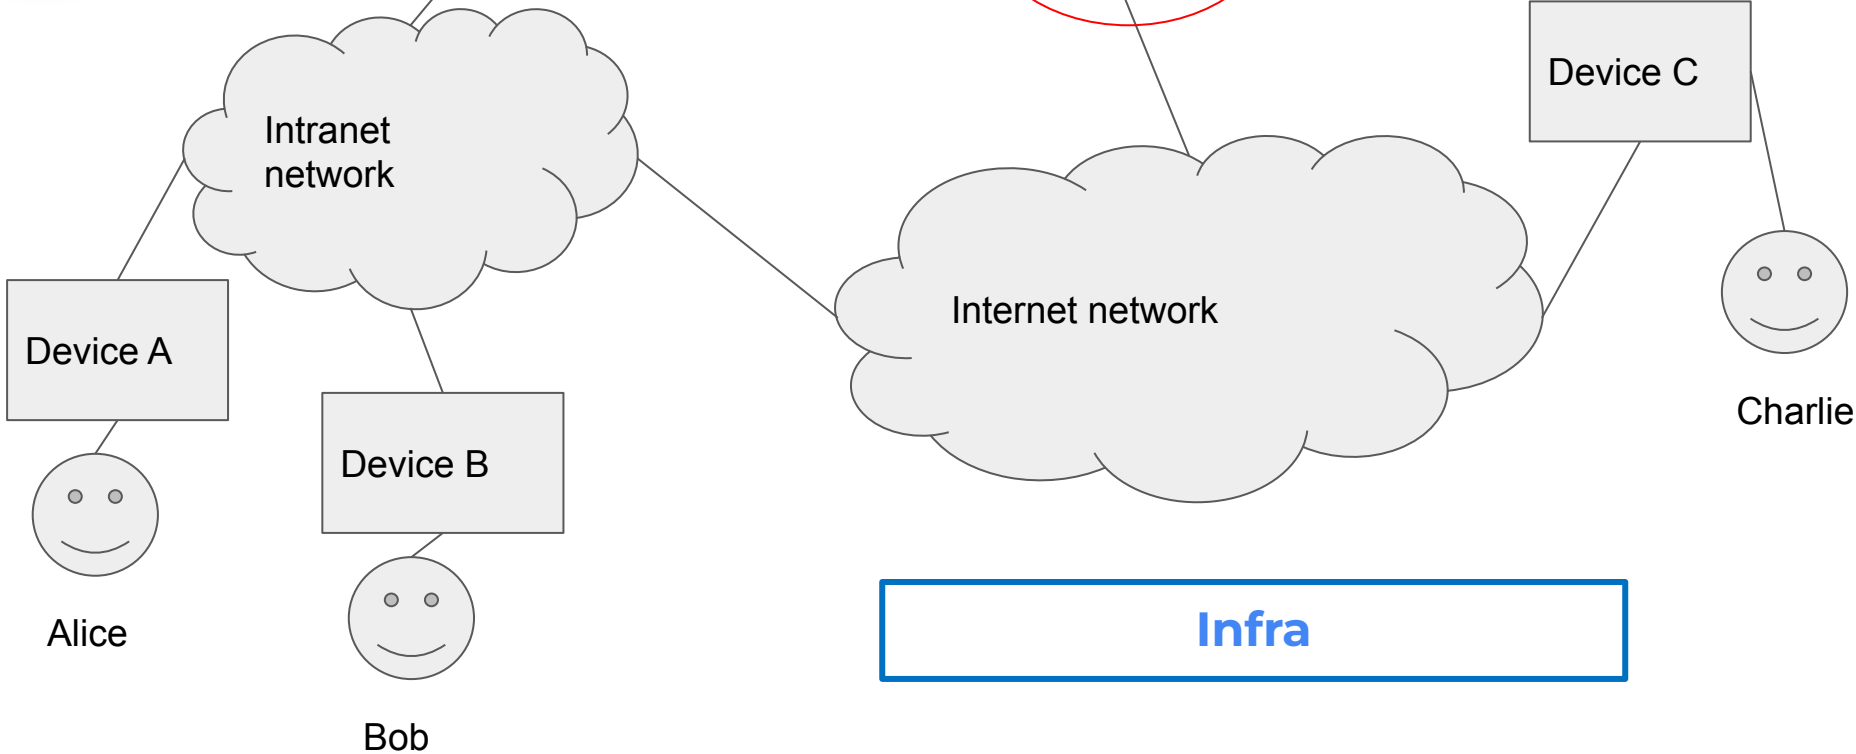 Device C
Intranet
network
Internet network
Device A
Charlie
Device B
Infra
Alice
Bob